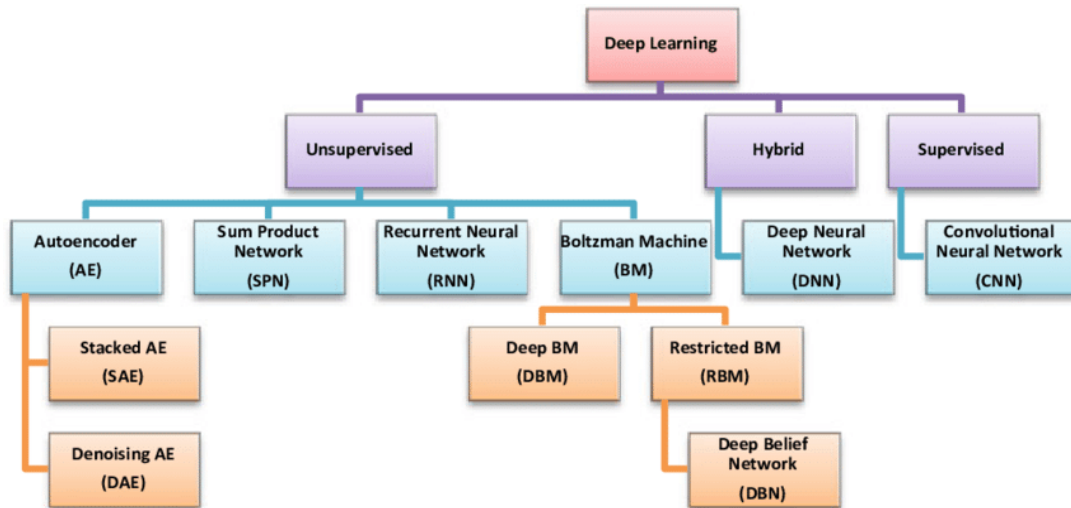 Deep Learning
Unsupervised
Hybrid
Supervised
Autoencoder
(AE)
Sum Product
Network
(SPN)
Recurrent Neural
Network
(RNN)
Boltzman Machine
(BM)
Deep Neural
Network
(DNN)
Convolutional
Neural Network
(CNN)
Stacked AE
(SAE)
Deep BM
(DBM)
Restricted BM
(RBM)
Denoising AE
(DAE)
Deep Belief
Network
(DBN)